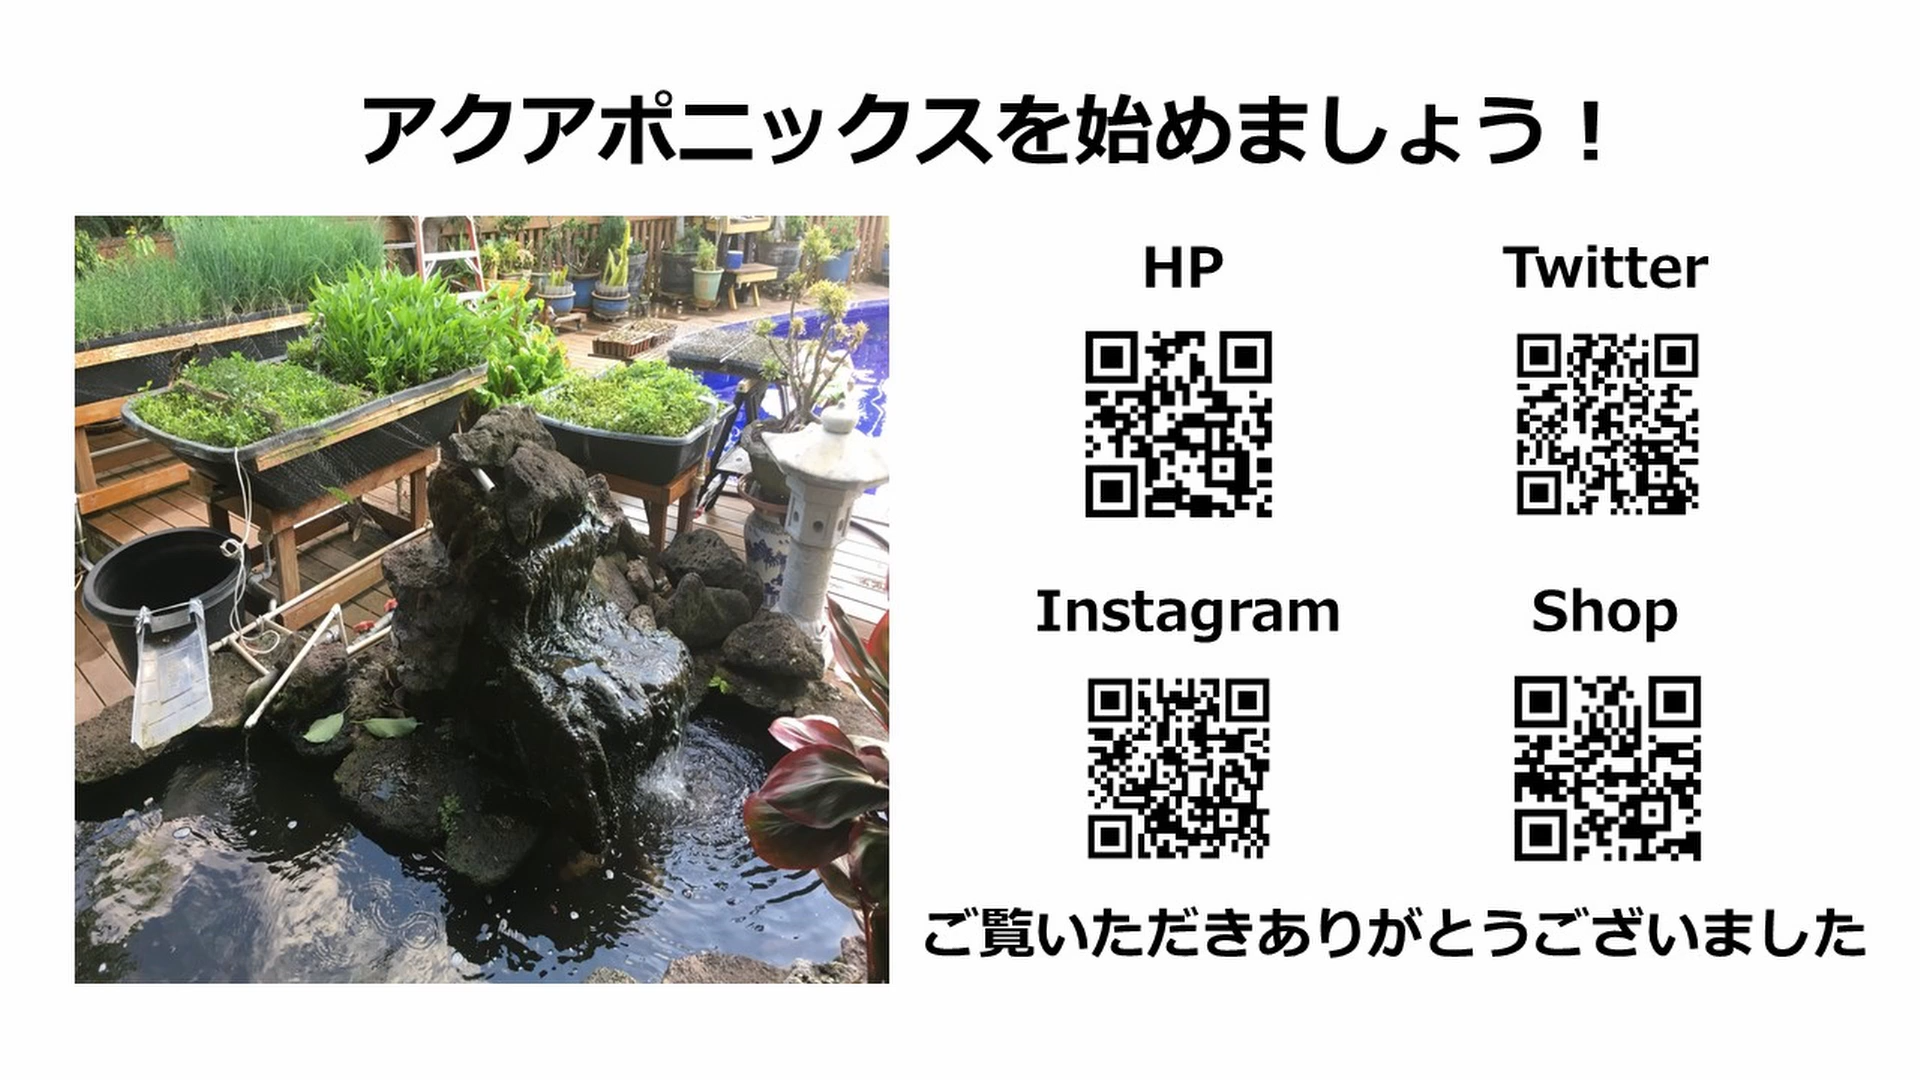 アクアポニックスを始めましょう！
HP
Twitter
Instagram
Shop
ご覧いただきありがとうございました